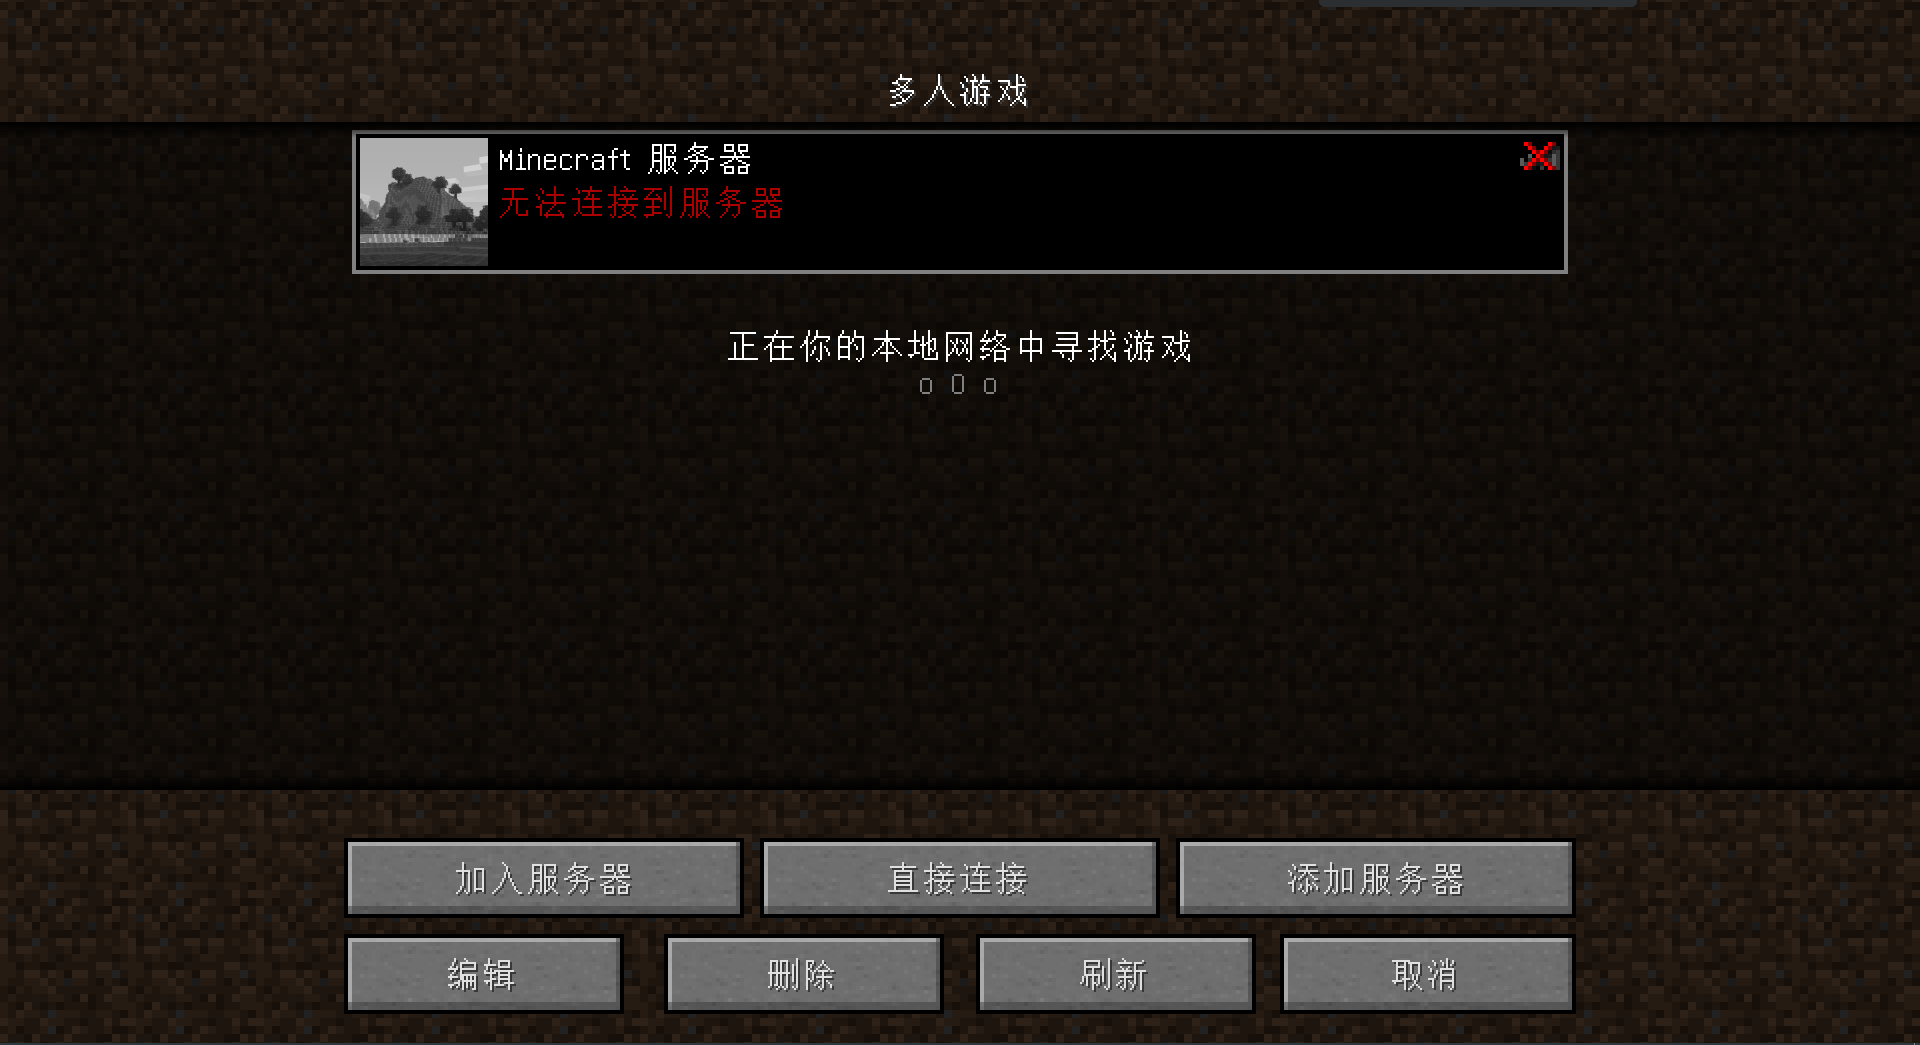 多人游戏
Minecraft 服务器
无法连接到服务器
正在你的本地网络中寻找游戏
o O o
加入服务器
直接连接
添加服务器
编辑
删除
刷新
取消